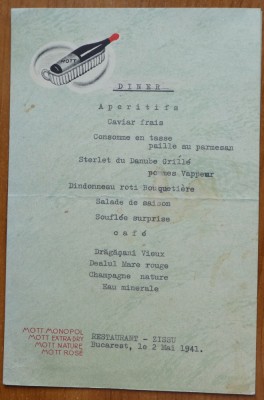 MOTT
DINER
Aperitifs
Caviar frais
Consomme en tasse
paille au parmesan
Sterlet du Danube Grillé
pommes Vappeur
Dindonneau roti Bouquetière
Salade de saison
Souflée surprise
café
Drăgăşani Vieux
Dealul Mare rouge
Champagne nature
Eau minerale
MOTT MONOPOL
MOTT EXTRA DRY
MOTT NATURE
MOTT ROSÉ
RESTAURANT - ZISSU
Bucarest, le 2 Mai 1941.